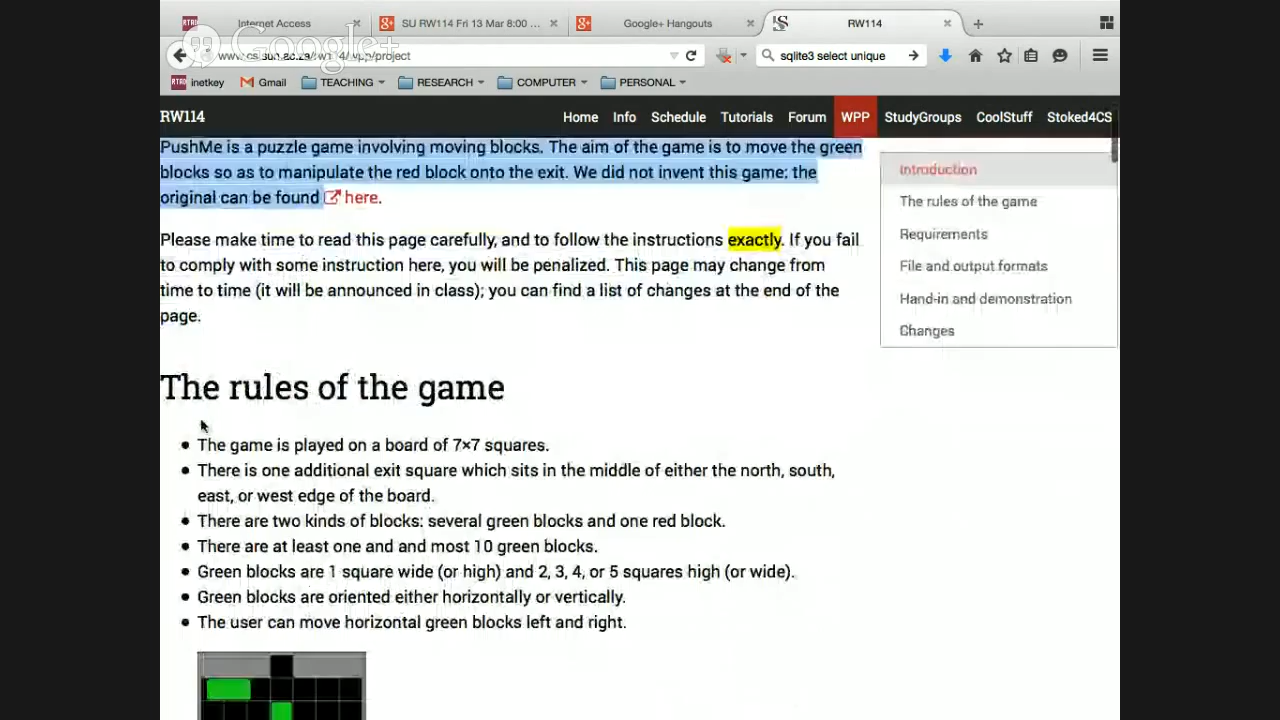 Internet Access
SU RW114 Fri 13 Mar 8:00 ...
Google+ Hangouts
RW114
Google+
/project
sqlite3 select unique
inetkey
Gmail
TEACHING
RESEARCH
COMPUTER
PERSONAL
RW114
Home
Info
Schedule
Tutorials
Forum
WPP
StudyGroups
CoolStuff
Stoked4CS
PushMe is a puzzle game involving moving blocks. The aim of the game is to move the green
blocks so as to manipulate the red block onto the exit. We did not invent this game; the
original can be found here.
Please make time to read this page carefully, and to follow the instructions exactly. If you fail
to comply with some instruction here, you will be penalized. This page may change from
time to time (it will be announced in class); you can find a list of changes at the end of the
page.
Introduction
The rules of the game
Requirements
File and output formats
Hand-in and demonstration
Changes
The rules of the game
The game is played on a board of 7×7 squares.
There is one additional exit square which sits in the middle of either the north, south,
east, or west edge of the board.
There are two kinds of blocks: several green blocks and one red block.
There are at least one and and most 10 green blocks.
Green blocks are 1 square wide (or high) and 2, 3, 4, or 5 squares high (or wide).
Green blocks are oriented either horizontally or vertically.
The user can move horizontal green blocks left and right.